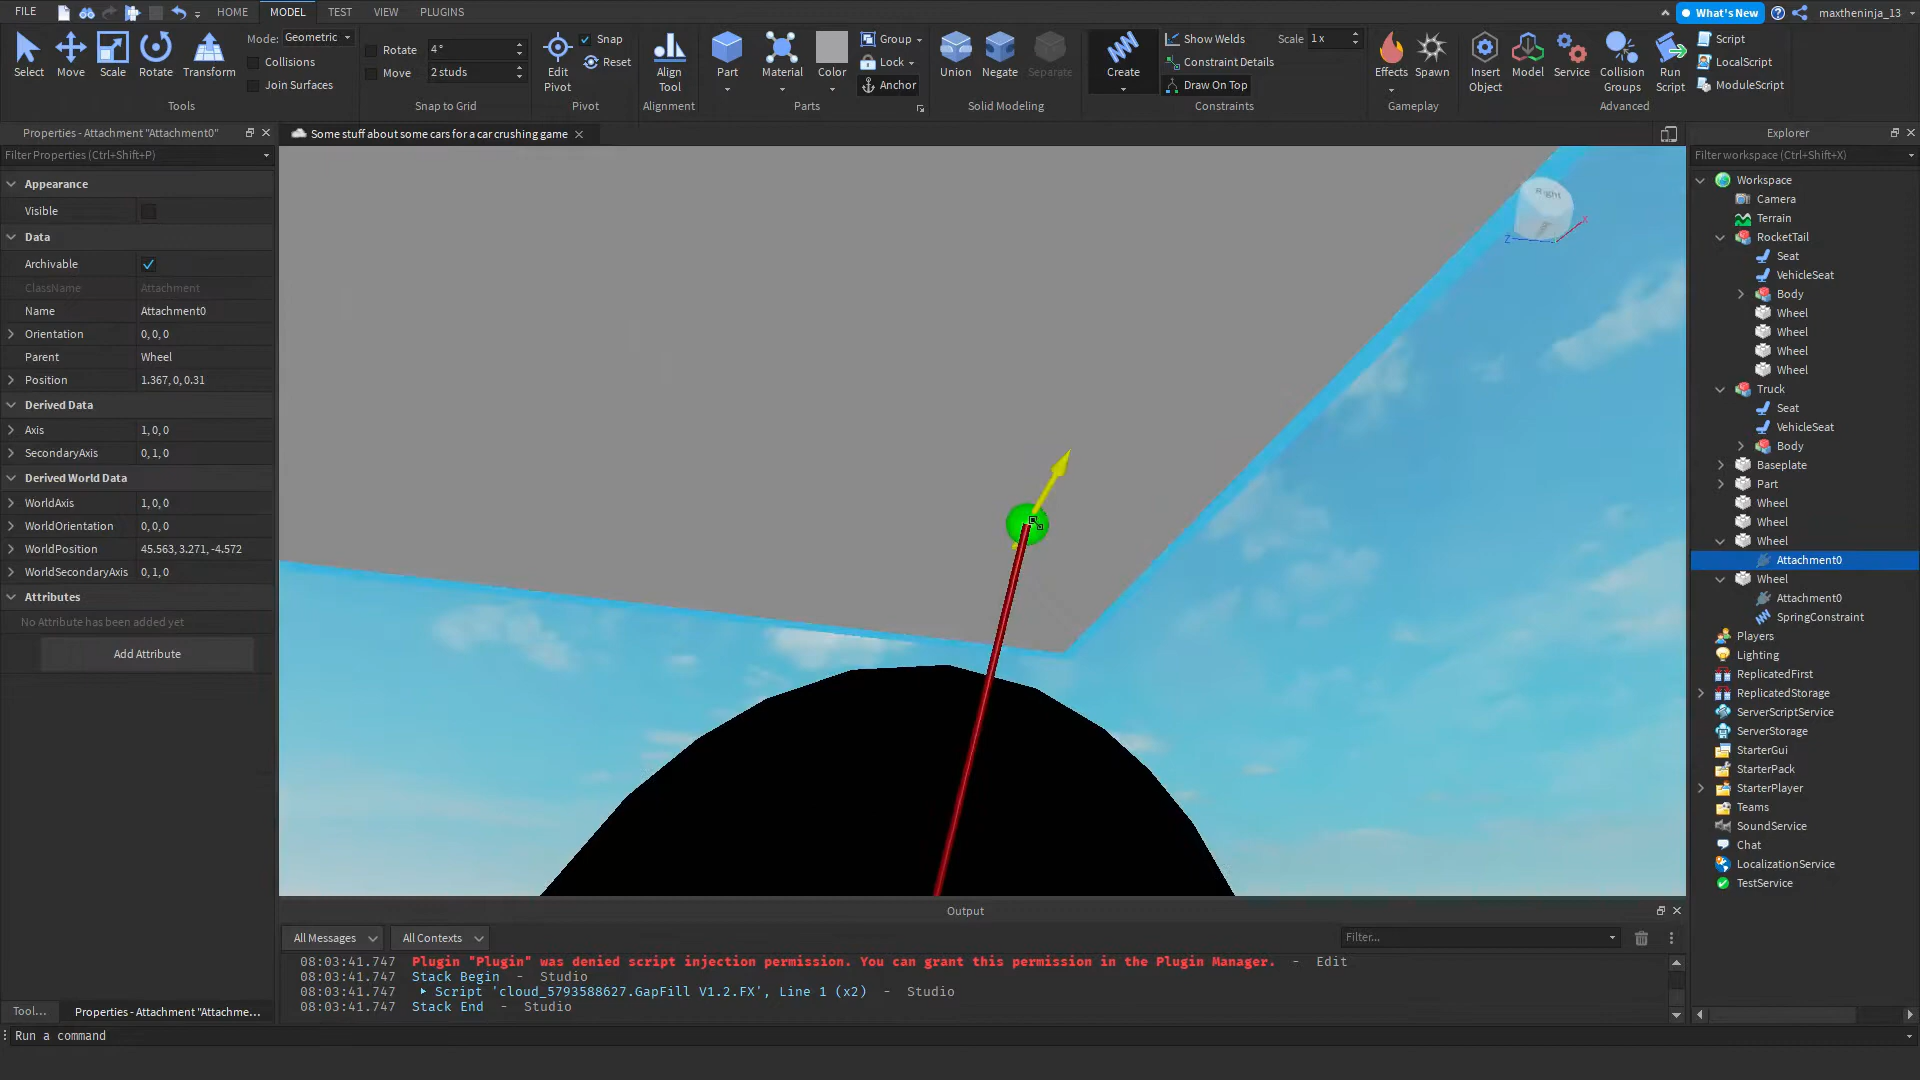 FILE HOME MODEL TEST VIEW PLUGINS What's New maxtheninja_13
Select Move Scale Rotate Transform
Mode: Geometric
Collisions
Join Surfaces
Tools
Rotate 4°
Move 2 studs
Snap to Grid
Edit Pivot
Snap
Reset
Pivot
Align Tool
Alignment
Part Material Color
Group
Lock
Anchor
Parts
Union Negate Separate
Solid Modeling
Create
Show Welds
Constraint Details
Draw On Top
Scale 1 x
Constraints
Effects Spawn
Gameplay
Insert Object
Model
Service
Collision Groups
Run Script
Script
LocalScript
ModuleScript
Advanced
Properties - Attachment "Attachment0"
Filter Properties (Ctrl+Shift+P)
Appearance
Visible
Data
Archivable
ClassName Attachment
Name Attachment0
Orientation 0, 0, 0
Parent Wheel
Position 1.367, 0, 0.31
Derived Data
Axis 1, 0, 0
SecondaryAxis 0, 1, 0
Derived World Data
WorldAxis 1, 0, 0
WorldOrientation 0, 0, 0
WorldPosition 45.563, 3.271, -4.572
WorldSecondaryAxis 0, 1, 0
Attributes
No Attribute has been added yet
Add Attribute
Tool...
Properties - Attachment "Attachme...
Some stuff about some cars for a car crushing game
Right
Z
X
Output
All Messages
All Contexts
Filter...
08:03:41.747 Plugin "Plugin" was denied script injection permission. You can grant this permission in the Plugin Manager. - Edit
08:03:41.747 Stack Begin - Studio
08:03:41.747 Script 'cloud_5793588627.GapFill V1.2.FX', Line 1 (x2) - Studio
08:03:41.747 Stack End - Studio
Run a command
Explorer
Filter workspace (Ctrl+Shift+X)
Workspace
Camera
Terrain
RocketTail
Seat
VehicleSeat
Body
Wheel
Wheel
Wheel
Wheel
Truck
Seat
VehicleSeat
Body
Baseplate
Part
Wheel
Wheel
Wheel
Attachment0
Wheel
Attachment0
SpringConstraint
Players
Lighting
ReplicatedFirst
ReplicatedStorage
ServerScriptService
ServerStorage
StarterGui
StarterPack
StarterPlayer
Teams
SoundService
Chat
LocalizationService
TestService